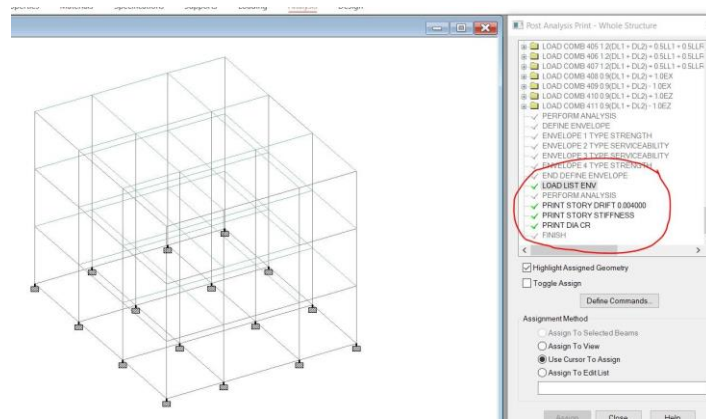 Materials Specifications Supports Loading Analysis Design
Post Analysis Print - Whole Structure
LOAD COMB 405 1.2(DL1 + DL2) + 0.5LL1 + 0.5LLR
LOAD COMB 406 1.2(DL1 + DL2) + 0.5LL1 + 0.5LLR
LOAD COMB 407 1.2(DL1 + DL2) + 0.5LL1 + 0.5LLR
LOAD COMB 408 0.9(DL1 + DL2) + 1.0EX
LOAD COMB 409 0.9(DL1 + DL2) - 1.0EX
LOAD COMB 410 0.9(DL1 + DL2) + 1.0EZ
LOAD COMB 411 0.9(DL1 + DL2) - 1.0EZ
PERFORM ANALYSIS
DEFINE ENVELOPE
ENVELOPE 1 TYPE STRENGTH
ENVELOPE 2 TYPE SERVICEABILITY
ENVELOPE 3 TYPE SERVICEABILITY
ENVELOPE 4 TYPE STRENGTH
END DEFINE ENVELOPE
LOAD LIST ENV
PERFORM ANALYSIS
PRINT STORY DRIFT 0.004000
PRINT STORY STIFFNESS
PRINT DIA CR
FINISH
Highlight Assigned Geometry
Toggle Assign
Define Commands...
Assignment Method
Assign To Selected Beams
Assign To View
Use Cursor To Assign
Assign To Edit List
Assign Close Help